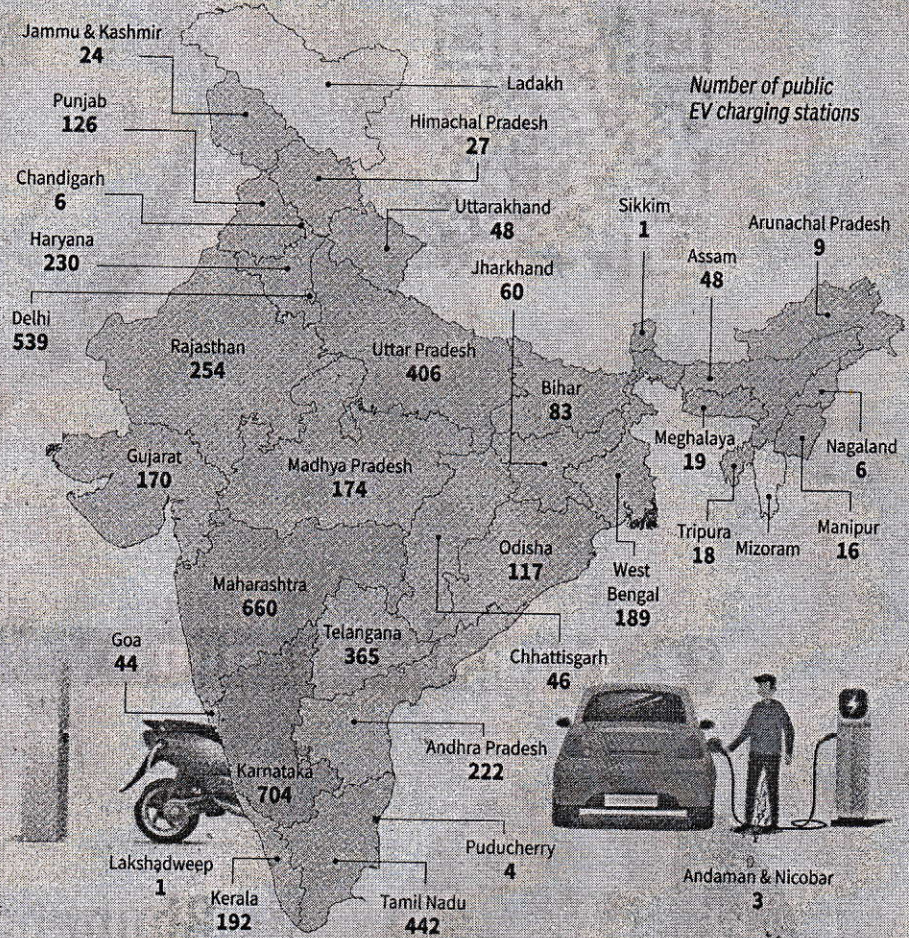 Jammu & Kashmir
24
Ladakh
Number of public
EV charging stations
Punjab
126
Himachal Pradesh
27
Chandigarh
6
Uttarakhand
48
Sikkim
1
Arunachal Pradesh
9
Haryana
230
Jharkhand
60
Assam
48
Delhi
539
Rajasthan
254
Uttar Pradesh
406
Bihar
83
Meghalaya
19
Nagaland
6
Gujarat
170
Madhya Pradesh
174
Tripura
18
Mizoram
Manipur
16
Odisha
117
West
Bengal
189
Maharashtra
660
Telangana
365
Goa
44
Chhattisgarh
46
Andhra Pradesh
222
Karnataka
704
Puducherry
4
Lakshadweep
1
Kerala
192
Tamil Nadu
442
Andaman & Nicobar
3